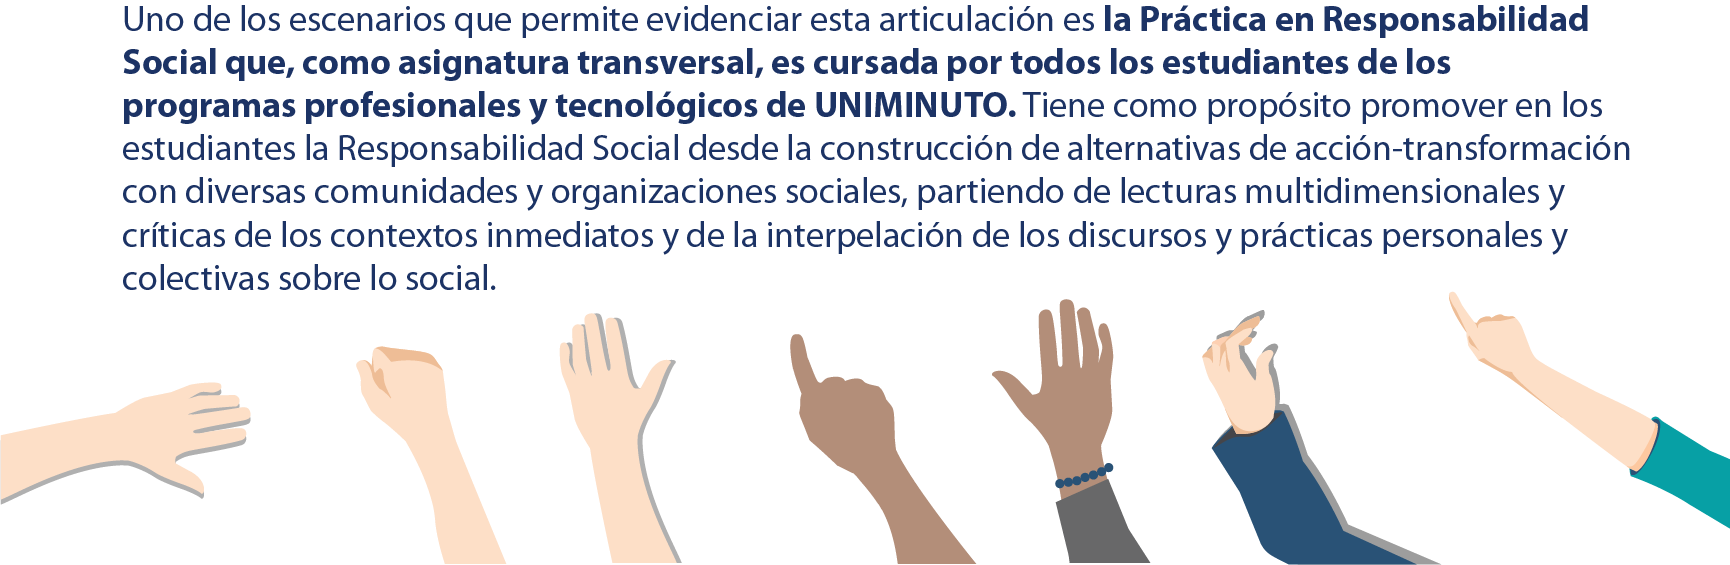 Uno de los escenarios que permite evidenciar esta articulación es la Práctica en Responsabilidad
Social que, como asignatura transversal, es cursada por todos los estudiantes de los
programas profesionales y tecnológicos de UNIMINUTO. Tiene como propósito promover en los
estudiantes la Responsabilidad Social desde la construcción de alternativas de acción-transformación
con diversas comunidades y organizaciones sociales, partiendo de lecturas multidimensionales y
críticas de los contextos inmediatos y de la interpelación de los discursos y prácticas personales y
colectivas sobre lo social.